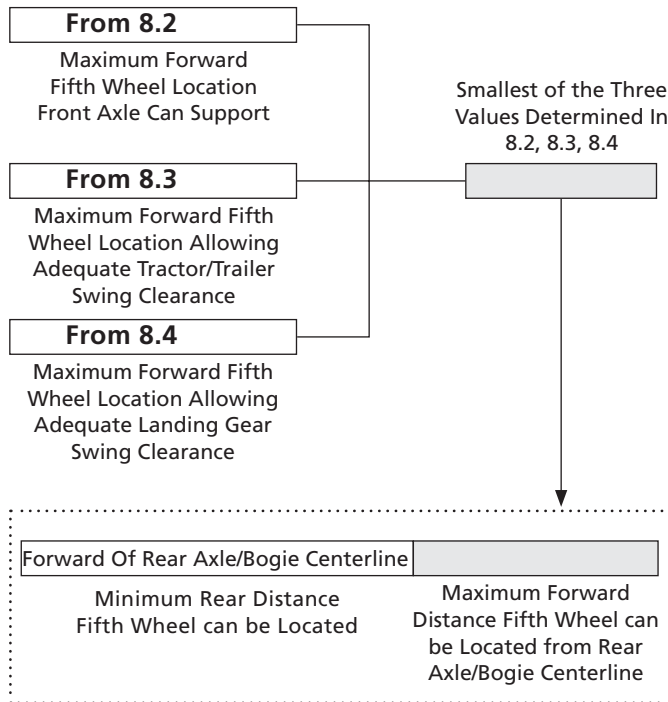 From 8.2
Maximum Forward
Fifth Wheel Location
Front Axle Can Support
Smallest of the Three
Values Determined In
8.2, 8.3, 8.4
From 8.3
Maximum Forward Fifth
Wheel Location Allowing
Adequate Tractor/Trailer
Swing Clearance
From 8.4
Maximum Forward Fifth
Wheel Location Allowing
Adequate Landing Gear
Swing Clearance
Forward Of Rear Axle/Bogie Centerline
Minimum Rear Distance
Fifth Wheel can be Located
Maximum Forward
Distance Fifth Wheel can
be Located from Rear
Axle/Bogie Centerline